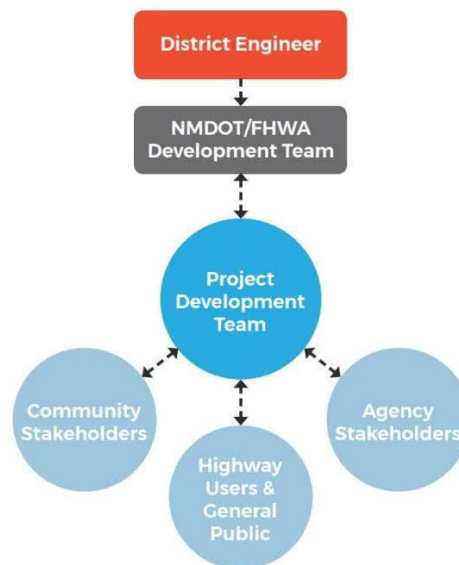 District Engineer
NMDOT/FHWA
Development Team
Project
Development
Team
Community
Stakeholders
Agency
Stakeholders
Highway
Users &
General
Public